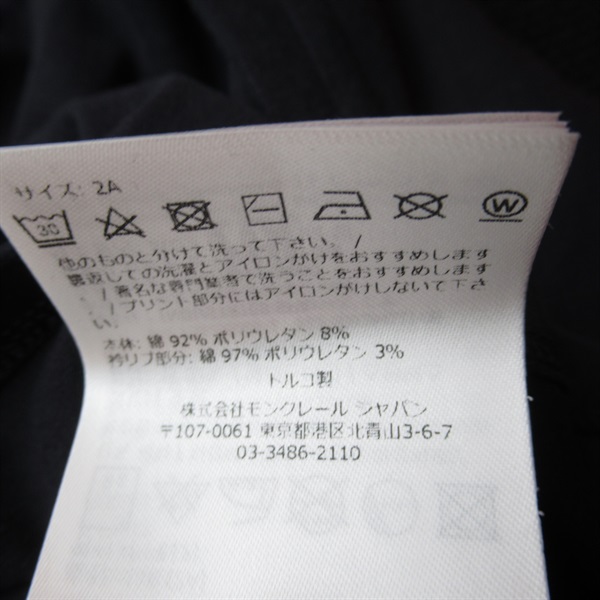 サイズ: 2A
30
W
他のものと分けて洗って下さい。/
裏返しての洗濯とアイロンがけをおすすめします
。/ 著名な専門業者で洗うことをおすすめします
。/ プリント部分にはアイロンがけしないで下さ
い。
本体: 綿 92% ポリウレタン 8%
衿リブ部分: 綿 97% ポリウレタン 3%
トルコ製
株式会社モンクレール ジャパン
〒107-0061 東京都港区北青山3-6-7
03-3486-2110